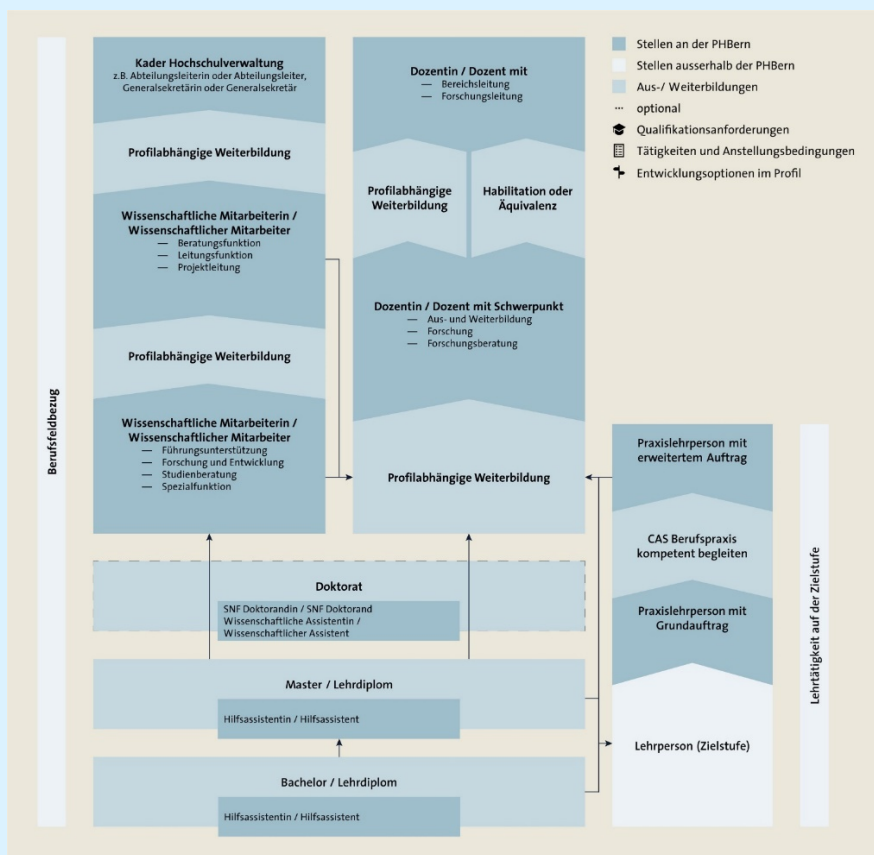 Berufsfeldbezug
Kader Hochschulverwaltung
z.B. Abteilungsleiterin oder Abteilungsleiter,
Generalsekretärin oder Generalsekretär
Profilabhängige Weiterbildung
Wissenschaftliche Mitarbeiterin /
Wissenschaftlicher Mitarbeiter
— Beratungsfunktion
— Leitungsfunktion
— Projektleitung
Profilabhängige Weiterbildung
Wissenschaftliche Mitarbeiterin /
Wissenschaftlicher Mitarbeiter
— Führungsunterstützung
— Forschung und Entwicklung
— Studienberatung
— Spezialfunktion
Dozentin / Dozent mit
— Bereichsleitung
— Forschungsleitung
Profilabhängige
Weiterbildung
Habilitation oder
Äquivalenz
Dozentin / Dozent mit Schwerpunkt
— Aus- und Weiterbildung
— Forschung
— Forschungsberatung
Profilabhängige Weiterbildung
Doktorat
SNF Doktorandin / SNF Doktorand
Wissenschaftliche Assistentin /
Wissenschaftlicher Assistent
Master / Lehrdiplom
Hilfsassistentin / Hilfsassistent
Bachelor / Lehrdiplom
Hilfsassistentin / Hilfsassistent
Stellen an der PHBern
Stellen ausserhalb der PHBern
Aus-/ Weiterbildungen
... optional
Qualifikationsanforderungen
Tätigkeiten und Anstellungsbedingungen
Entwicklungsoptionen im Profil
Praxislehrperson mit
erweitertem Auftrag
CAS Berufspraxis
kompetent begleiten
Praxislehrperson mit
Grundauftrag
Lehrperson (Zielstufe)
Lehrtätigkeit auf der Zielstufe